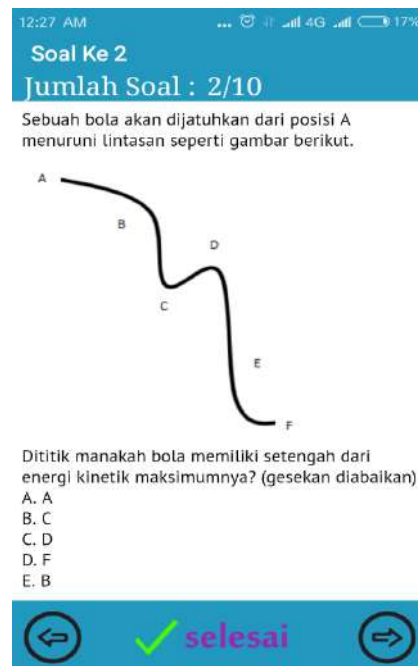 12:27 AM ... 4G 17%
Soal Ke 2
Jumlah Soal : 2/10
Sebuah bola akan dijatuhkan dari posisi A
menuruni lintasan seperti gambar berikut.
A
B
D
C
E
F
Dititik manakah bola memiliki setengah dari
energi kinetik maksimumnya? (gesekan diabaikan)
A. A
B. C
C. D
D. F
E. B
selesai